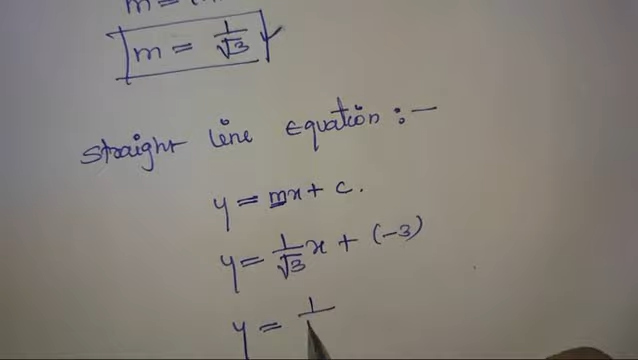 m =
m = 1/√3
straight line Equation :-
y = mx + c.
y = 1/√3 x + (-3)
y = 1